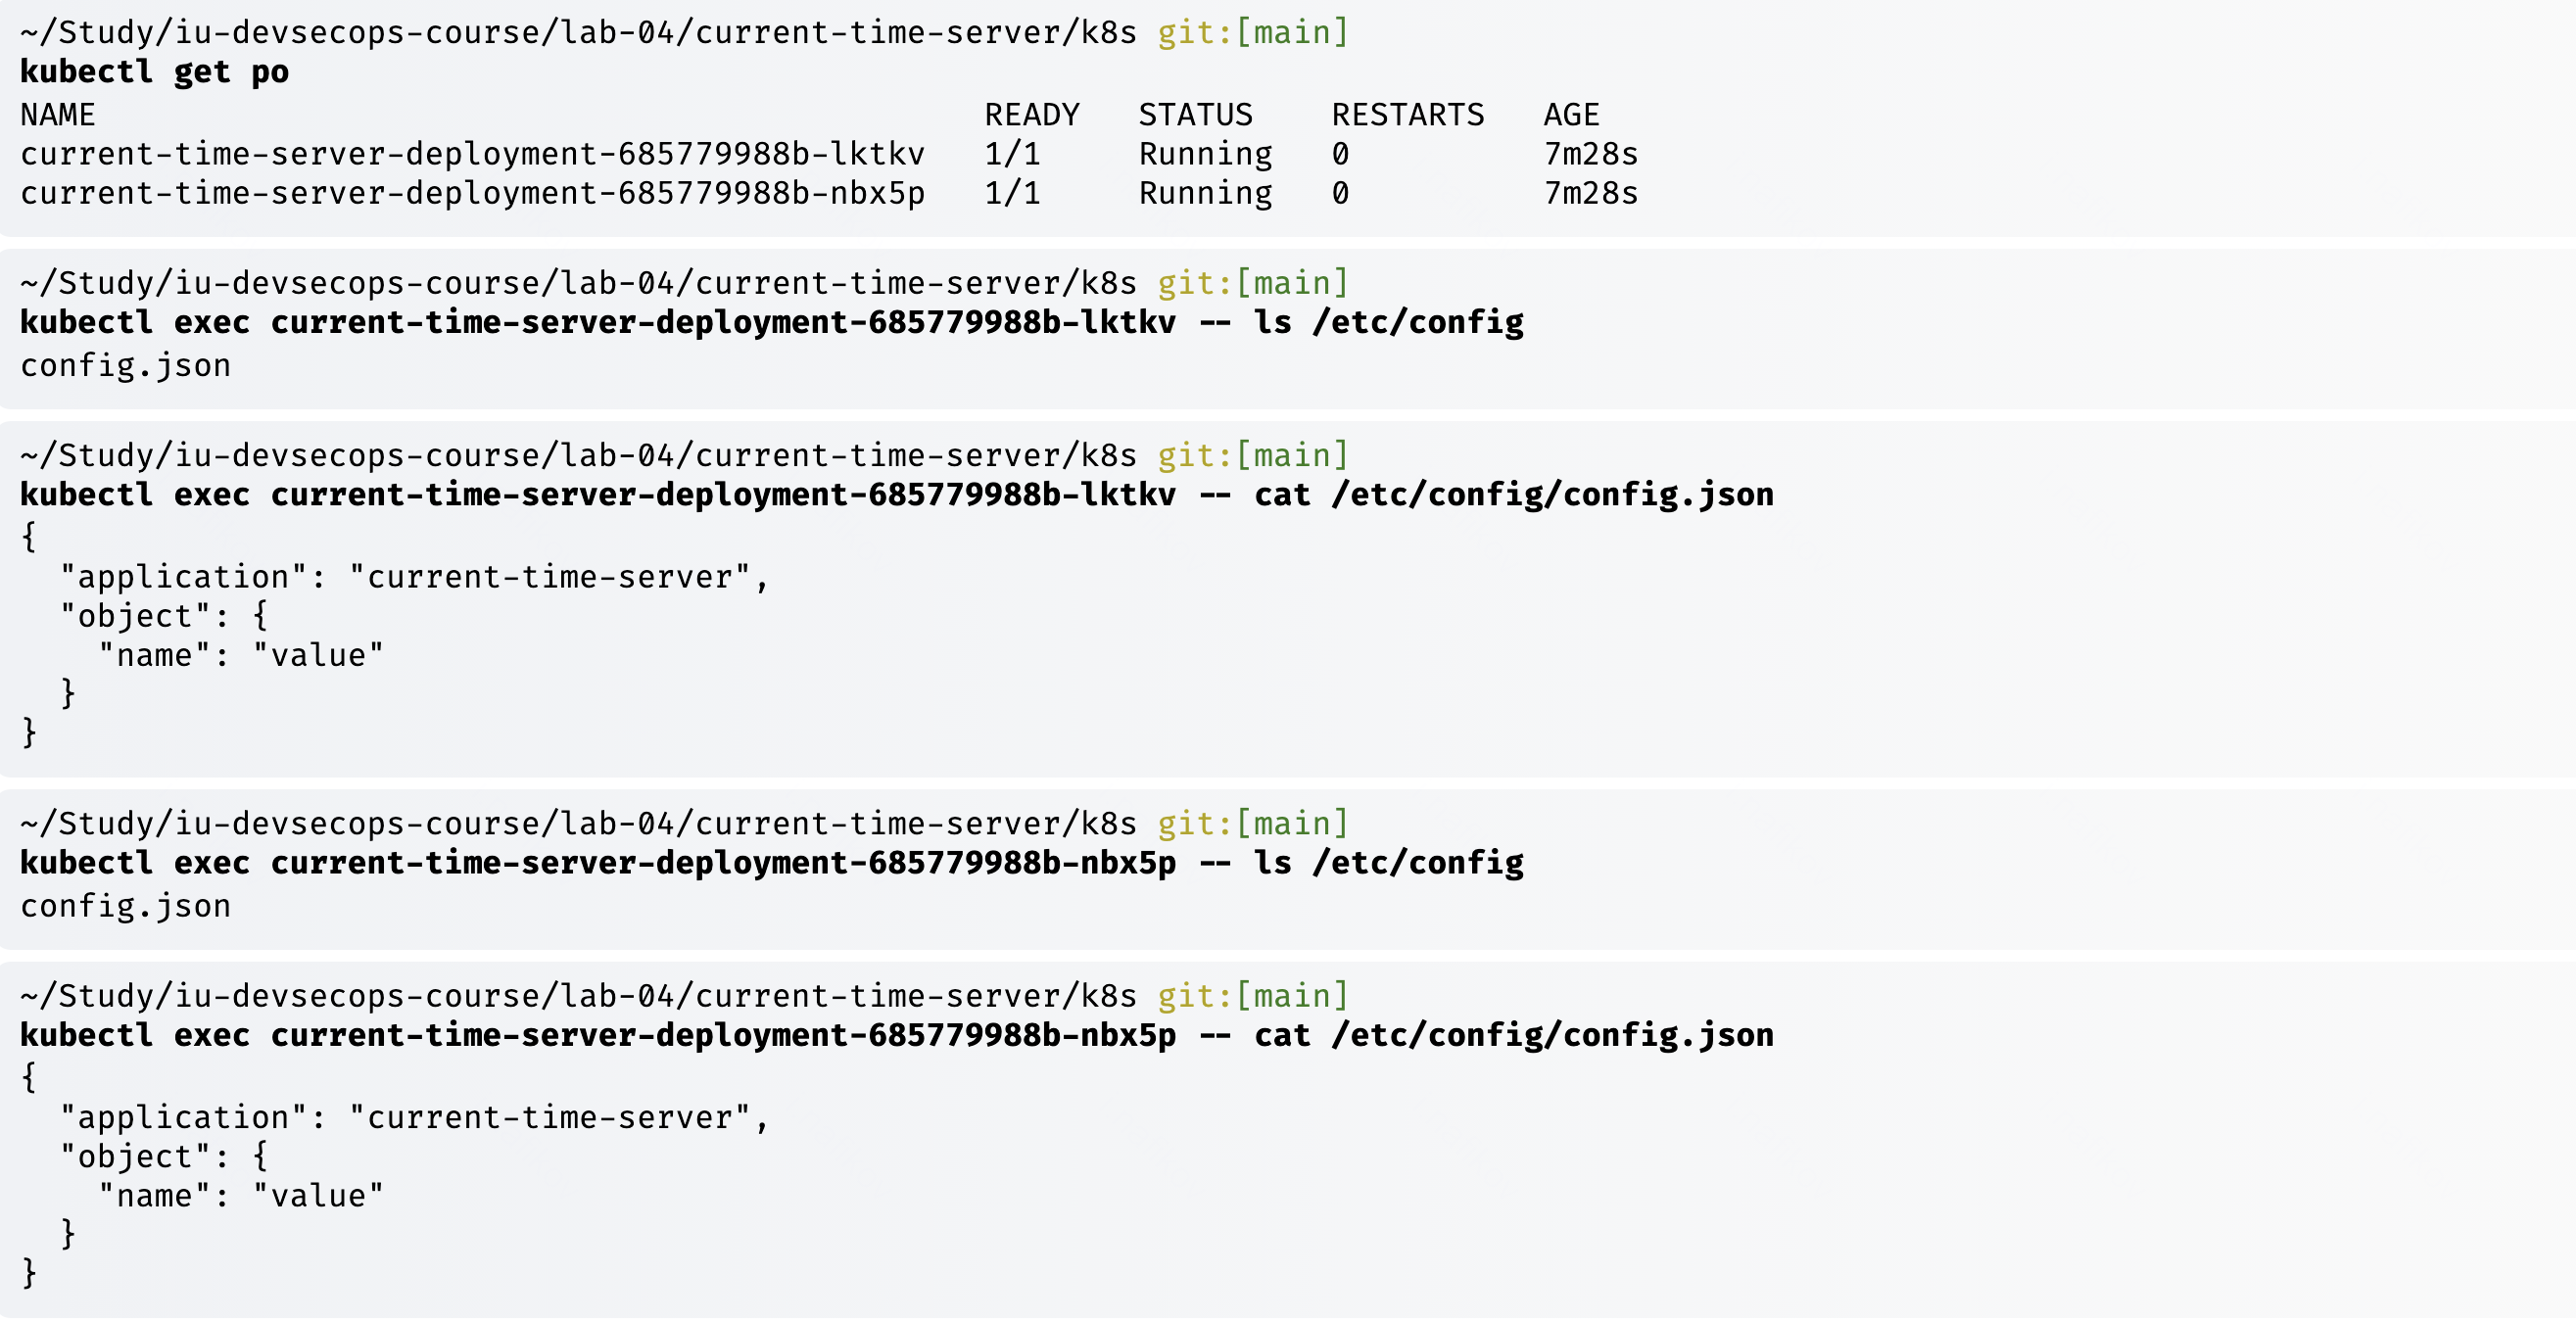 ~/Study/iu-devsecops-course/lab-04/current-time-server/k8s git:[main]
kubectl get po
NAME                                              READY   STATUS    RESTARTS   AGE
current-time-server-deployment-685779988b-lktkv   1/1     Running   0          7m28s
current-time-server-deployment-685779988b-nbx5p   1/1     Running   0          7m28s
~/Study/iu-devsecops-course/lab-04/current-time-server/k8s git:[main]
kubectl exec current-time-server-deployment-685779988b-lktkv -- ls /etc/config
config.json
~/Study/iu-devsecops-course/lab-04/current-time-server/k8s git:[main]
kubectl exec current-time-server-deployment-685779988b-lktkv -- cat /etc/config/config.json
{
  "application": "current-time-server",
  "object": {
    "name": "value"
  }
}
~/Study/iu-devsecops-course/lab-04/current-time-server/k8s git:[main]
kubectl exec current-time-server-deployment-685779988b-nbx5p -- ls /etc/config
config.json
~/Study/iu-devsecops-course/lab-04/current-time-server/k8s git:[main]
kubectl exec current-time-server-deployment-685779988b-nbx5p -- cat /etc/config/config.json
{
  "application": "current-time-server",
  "object": {
    "name": "value"
  }
}